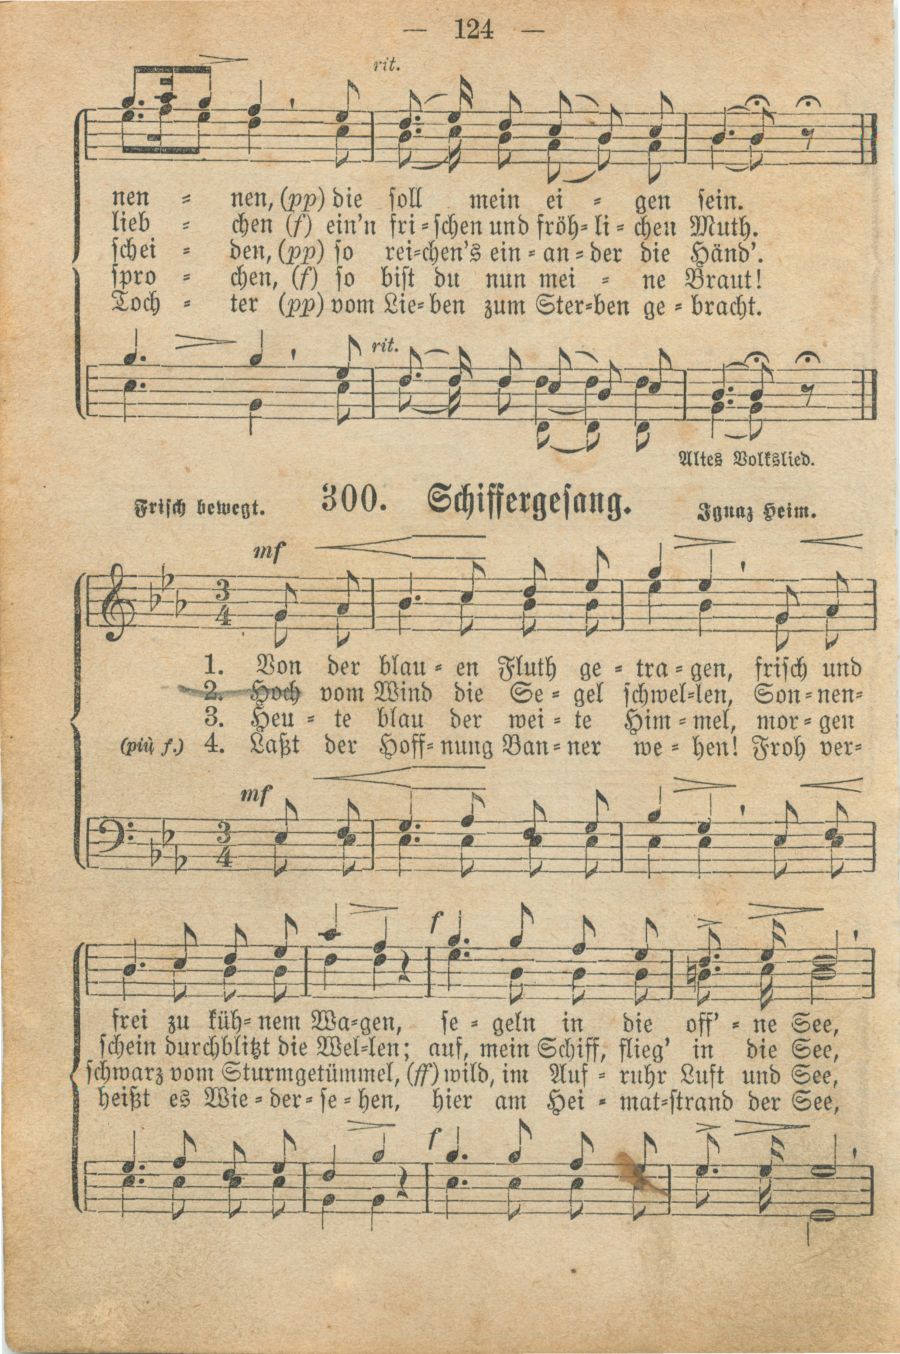 — 124 —
rit.
nen - nen, (pp) die soll mein ei - gen sein.
lieb - chen (f) ein'n fri-schen und fröh-li-chen Muth.
schei - den, (pp) so rei-chen's ein-an-der die Händ'.
spro - chen, (f) so bist du nun mei - ne Braut!
Toch - ter (pp) vom Lie-ben zum Ster-ben ge-bracht.
rit.
Altes Volkslied.
Frisch bewegt. 300. Schiffergesang. Ignaz Heim.
mf
3/4
1. Von der blau-en Fluth ge-tra-gen, frisch und
2. Hoch vom Wind die Se-gel schwel-len, Son-nen-
3. Heu-te blau der wei-te Him-mel, mor-gen
(più f.) 4. Laßt der Hoff-nung Ban-ner we-hen! Froh ver-
mf
3/4
f
frei zu küh-nem Wa-gen, se-geln in die off'-ne See,
schein durchblitzt die Wel-len; auf, mein Schiff, flieg' in die See,
schwarz vom Sturmgetümmel, (ff) wild, im Auf-ruhr Luft und See,
heißt es Wie-der-se-hen, hier am Hei-mat-strand der See,
f